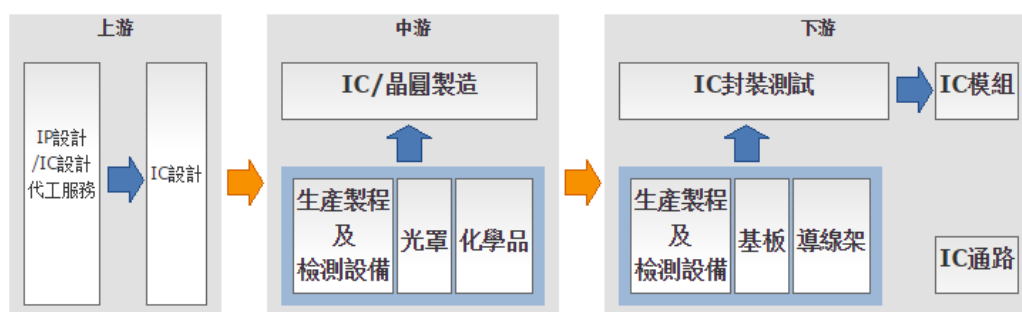 上游
IP設計
/IC設計
代工服務
IC設計
中游
IC/晶圓製造
生產製程
及
檢測設備
光罩
化學品
下游
IC封裝測試
IC模組
生產製程
及
檢測設備
基板
導線架
IC通路